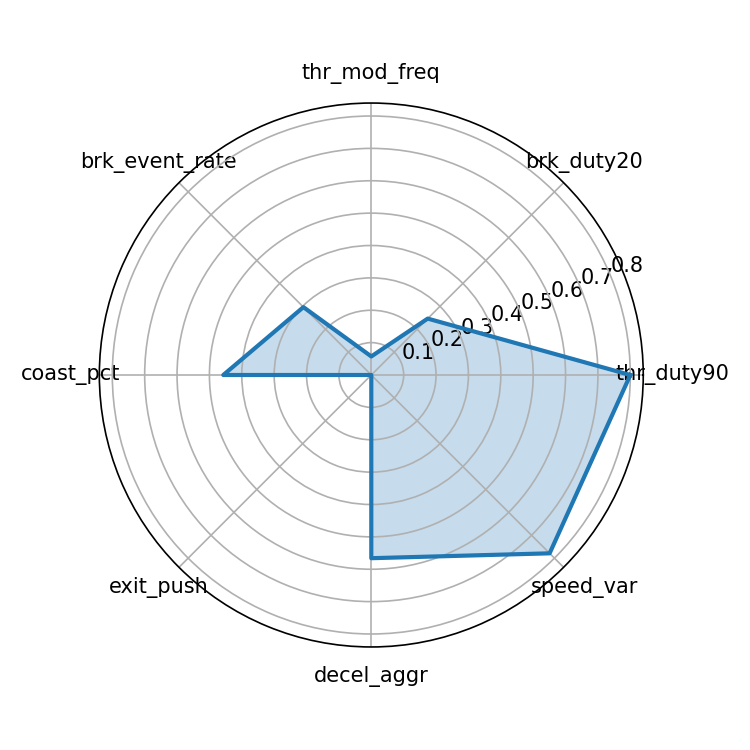 thr_mod_freq
brk_event_rate
brk_duty20
0.8
0.7
0.6
0.5
0.4
0.3
0.2
0.1
coast_pct
thr_duty90
exit_push
speed_var
decel_aggr